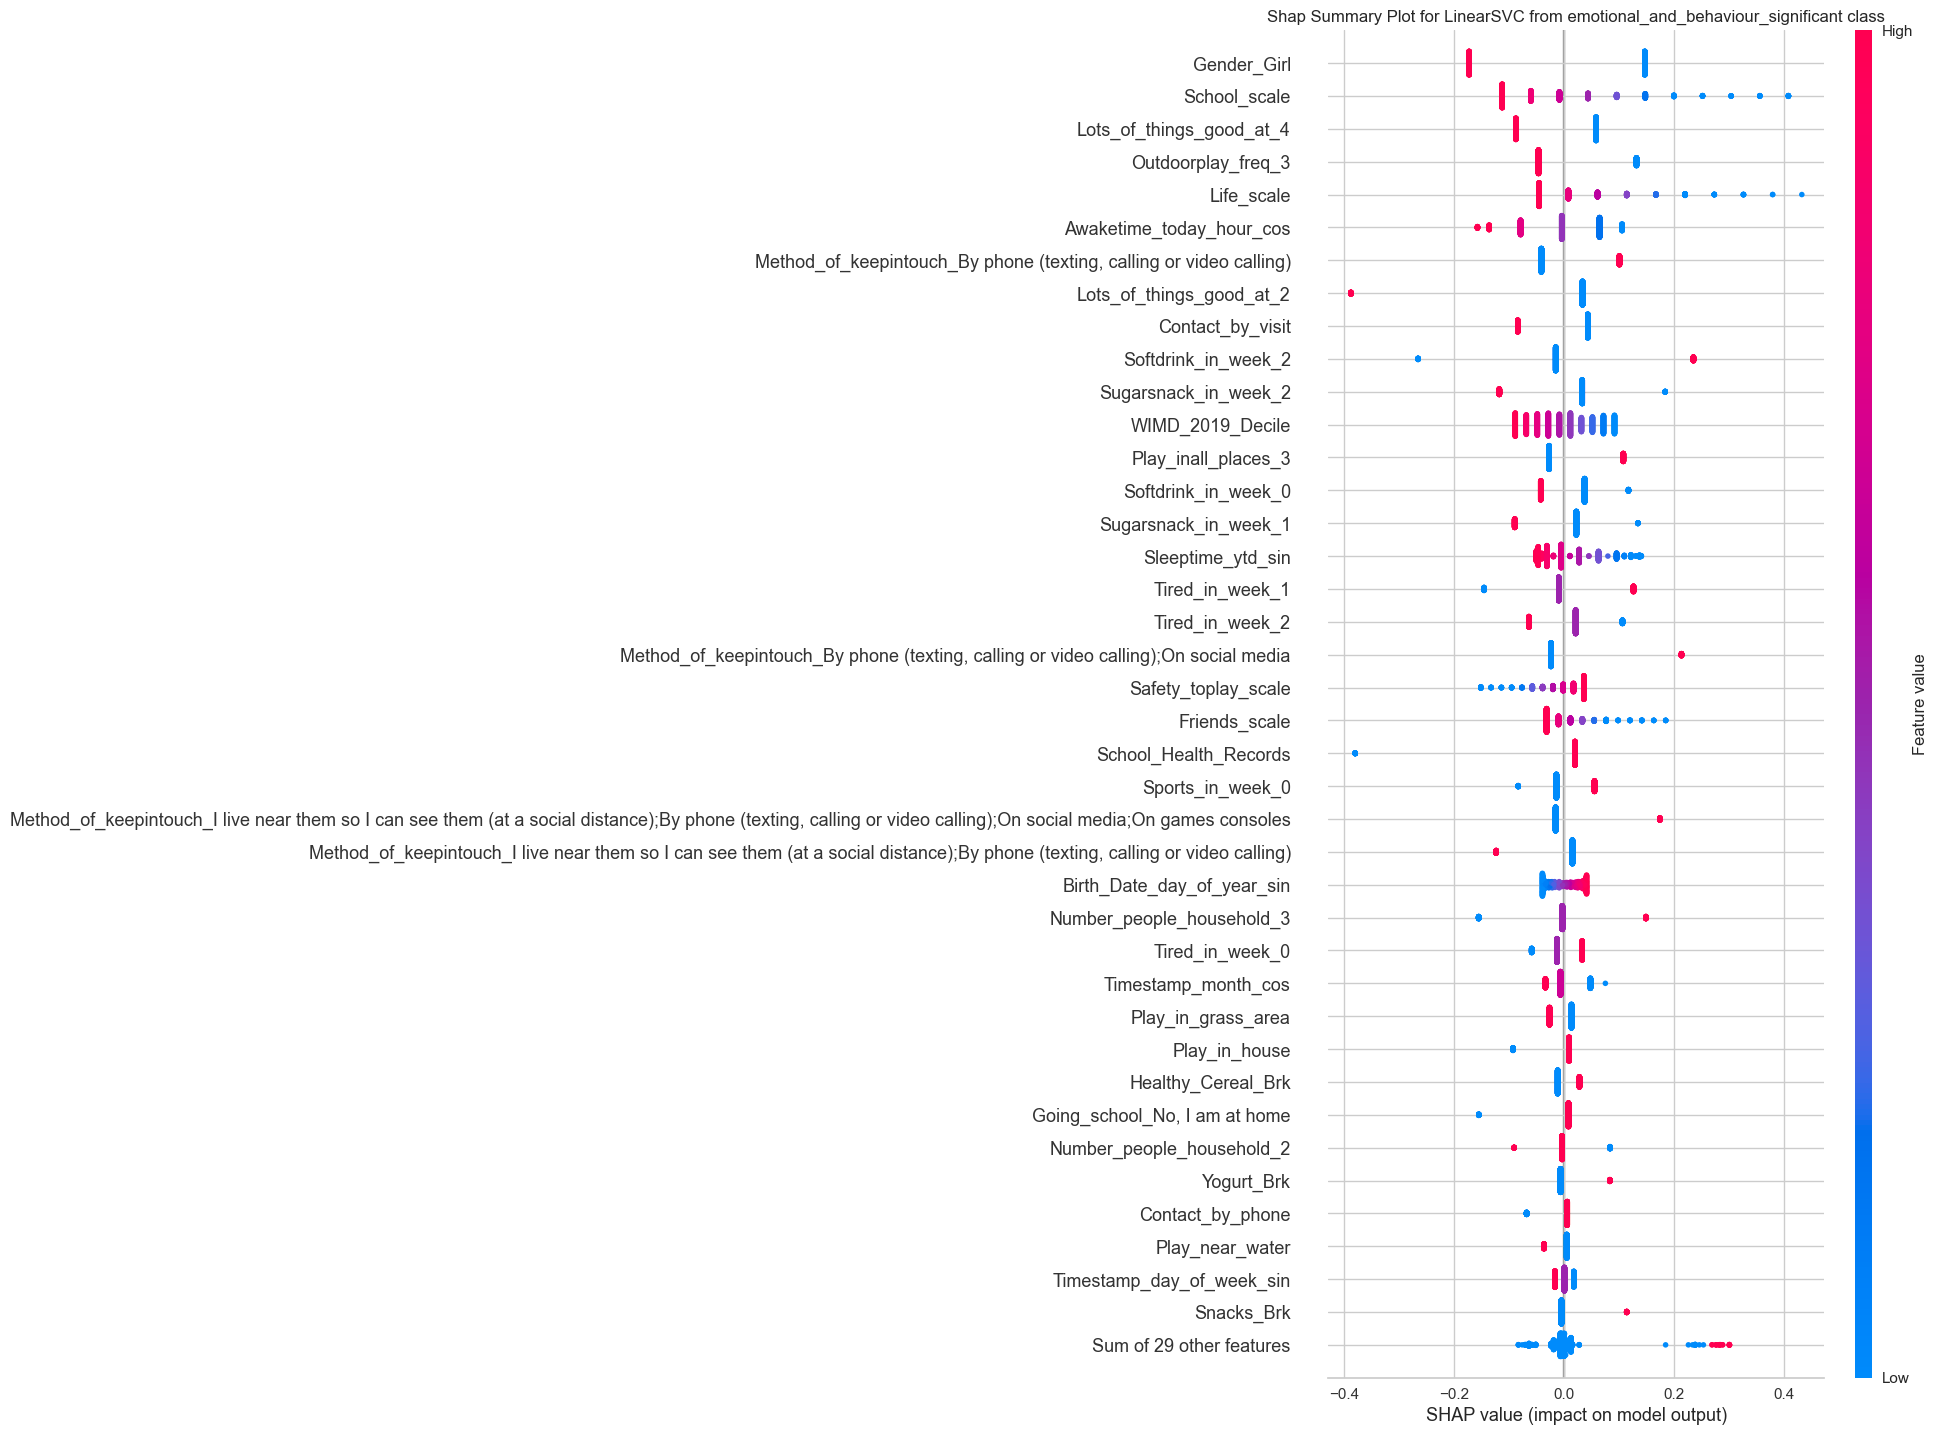 Shap Summary Plot for LinearSVC from emotional_and_behaviour_significant class
High
Gender_Girl
School_scale
Lots_of_things_good_at_4
Outdoorplay_freq_3
Life_scale
Awaketime_today_hour_cos
Method_of_keepintouch_By phone (texting, calling or video calling)
Lots_of_things_good_at_2
Contact_by_visit
Softdrink_in_week_2
Sugarsnack_in_week_2
WIMD_2019_Decile
Play_inall_places_3
Softdrink_in_week_0
Sugarsnack_in_week_1
Sleeptime_ytd_sin
Tired_in_week_1
Tired_in_week_2
Method_of_keepintouch_By phone (texting, calling or video calling);On social media
Safety_toplay_scale
Friends_scale
School_Health_Records
Sports_in_week_0
Method_of_keepintouch_I live near them so I can see them (at a social distance);By phone (texting, calling or video calling);On social media;On games consoles
Method_of_keepintouch_I live near them so I can see them (at a social distance);By phone (texting, calling or video calling)
Birth_Date_day_of_year_sin
Number_people_household_3
Tired_in_week_0
Timestamp_month_cos
Play_in_grass_area
Play_in_house
Healthy_Cereal_Brk
Going_school_No, I am at home
Number_people_household_2
Yogurt_Brk
Contact_by_phone
Play_near_water
Timestamp_day_of_week_sin
Snacks_Brk
Sum of 29 other features
Feature value
Low
−0.4 −0.2 0.0 0.2 0.4
SHAP value (impact on model output)